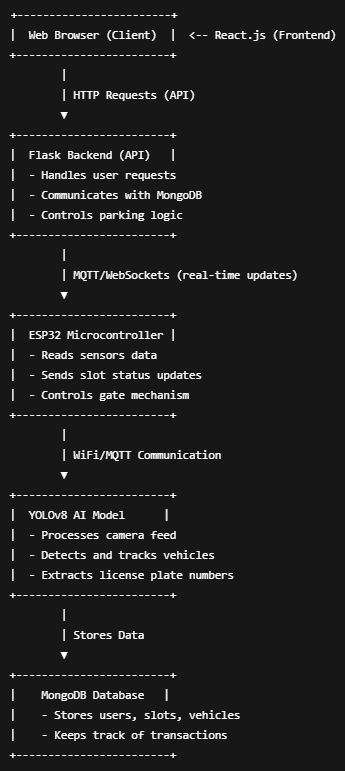 +------------------------+
|  Web Browser (Client)  |  <-- React.js (Frontend)
+------------------------+
        |
        | HTTP Requests (API)
        ▼
+------------------------+
|  Flask Backend (API)   |
|  - Handles user requests
|  - Communicates with MongoDB
|  - Controls parking logic
+------------------------+
        |
        | MQTT/WebSockets (real-time updates)
        ▼
+------------------------+
|  ESP32 Microcontroller |
|  - Reads sensors data
|  - Sends slot status updates
|  - Controls gate mechanism
+------------------------+
        |
        | WiFi/MQTT Communication
        ▼
+------------------------+
|  YOLOv8 AI Model      |
|  - Processes camera feed
|  - Detects and tracks vehicles
|  - Extracts license plate numbers
+------------------------+
        |
        | Stores Data
        ▼
+------------------------+
|    MongoDB Database   |
|    - Stores users, slots, vehicles
|    - Keeps track of transactions
+------------------------+